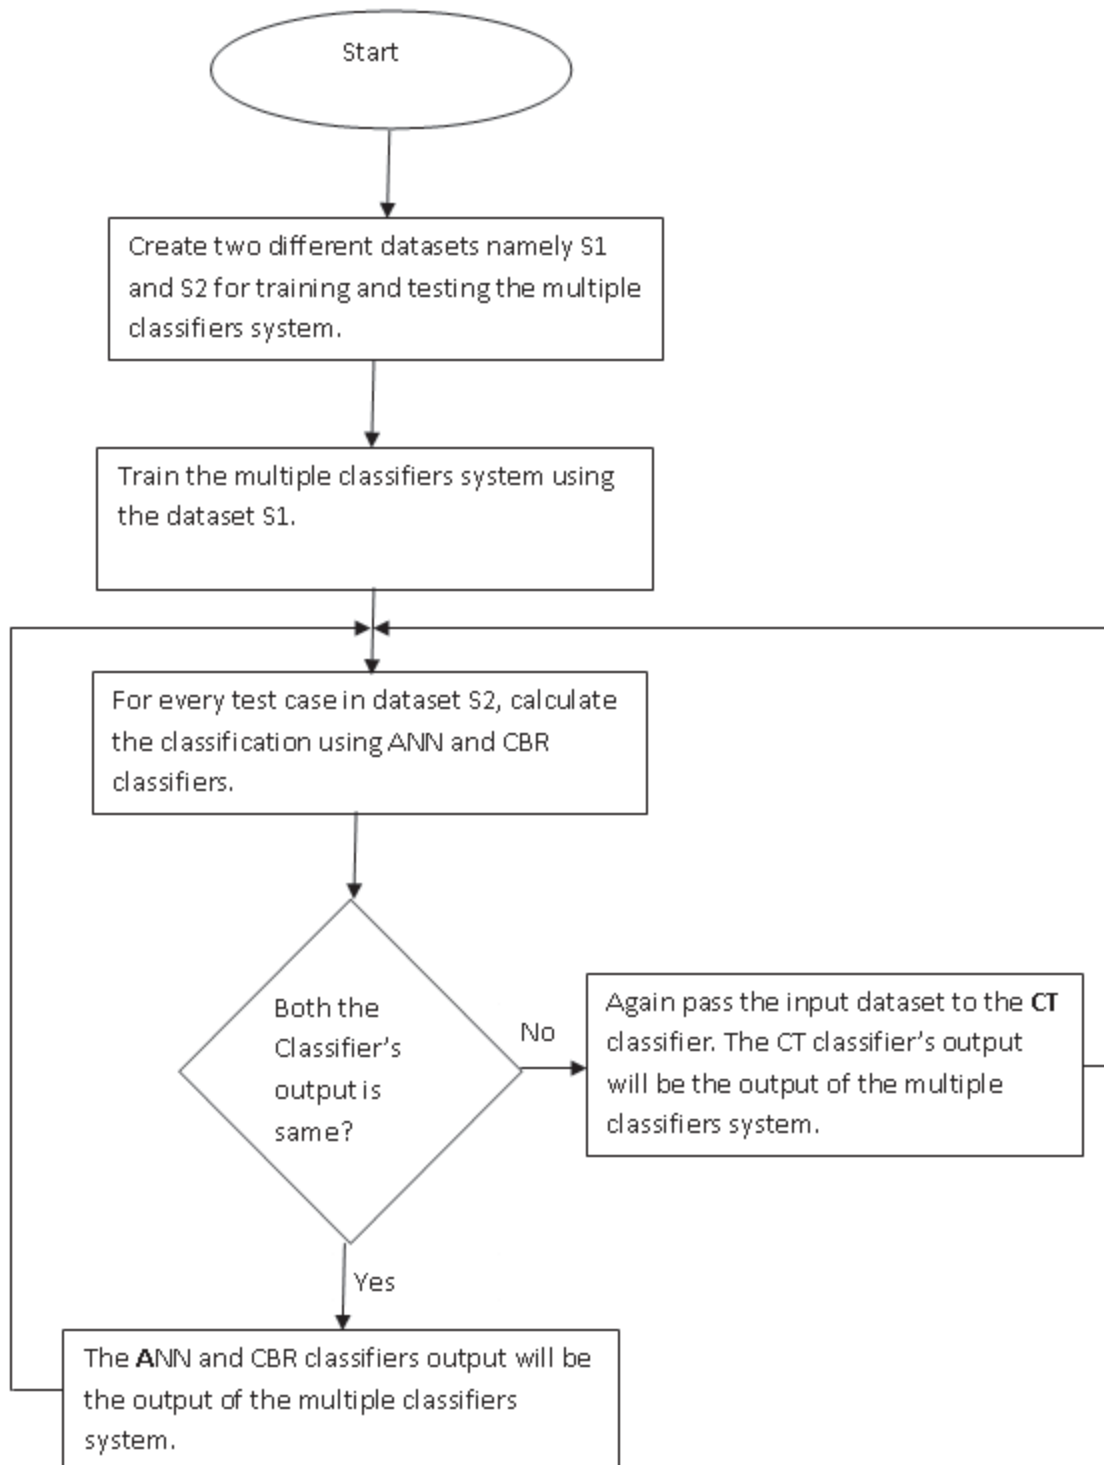 Start
Create two different datasets namely S1
and S2 for training and testing the multiple
classifiers system.
Train the multiple classifiers system using
the dataset S1.
For every test case in dataset S2, calculate
the classification using ANN and CBR
classifiers.
Both the
Classifier's
output is
same?
No
Again pass the input dataset to the CT
classifier. The CT classifier's output
will be the output of the multiple
classifiers system.
Yes
The ANN and CBR classifiers output will be
the output of the multiple classifiers
system.